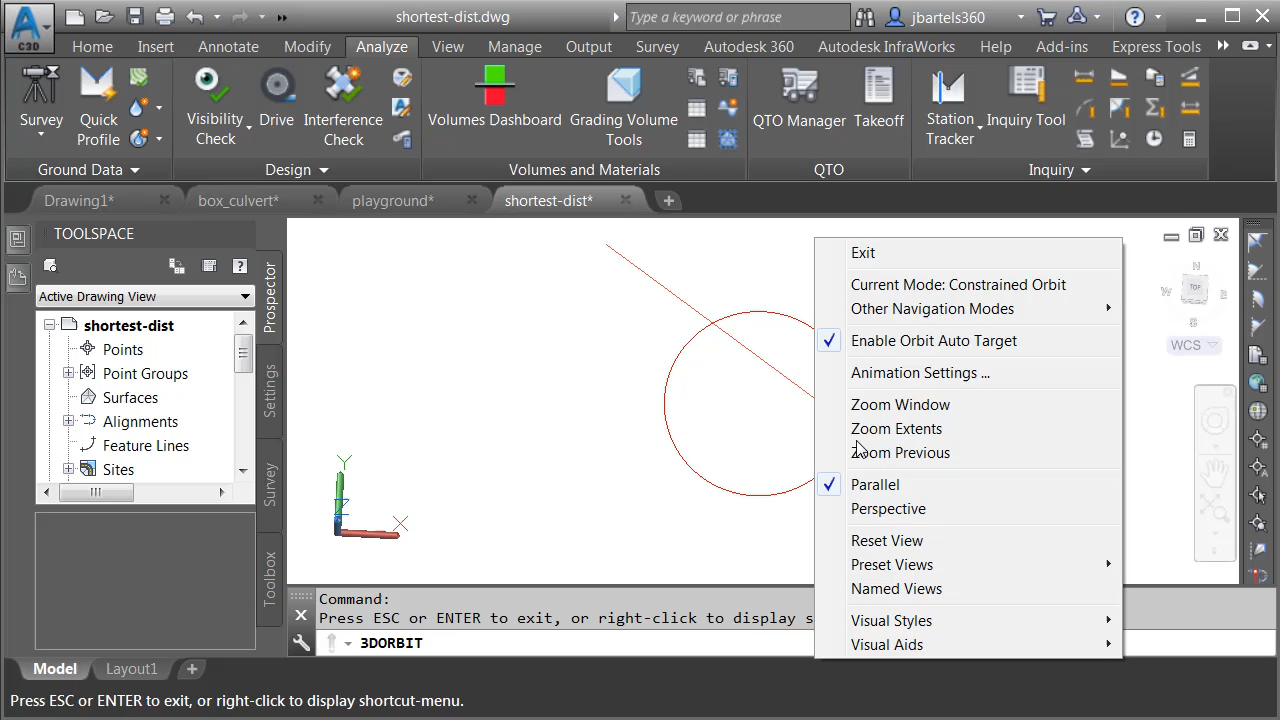 C3D
shortest-dist.dwg
Type a keyword or phrase
jbartels360
?
Home Insert Annotate Modify Analyze View Manage Output Survey Autodesk 360 Autodesk InfraWorks Help Add-ins Express Tools
Survey
Quick
Profile
Visibility
Check
Drive
Interference
Check
Volumes Dashboard
Grading Volume
Tools
QTO Manager
Takeoff
Station
Tracker
Inquiry Tool
Ground Data
Design
Volumes and Materials
QTO
Inquiry
Drawing1*
box_culvert*
playground*
shortest-dist*
TOOLSPACE
?
Active Drawing View
shortest-dist
Points
Point Groups
Surfaces
Alignments
Feature Lines
Sites
Prospector
Settings
Survey
Toolbox
Y
Z
X
Exit
Current Mode: Constrained Orbit
Other Navigation Modes
Enable Orbit Auto Target
Animation Settings ...
Zoom Window
Zoom Extents
Zoom Previous
Parallel
Perspective
Reset View
Preset Views
Named Views
Visual Styles
Visual Aids
N
W
TOP
E
S
WCS
Command:
Press ESC or ENTER to exit, or right-click to display s
3DORBIT
Model
Layout1
Press ESC or ENTER to exit, or right-click to display shortcut-menu.